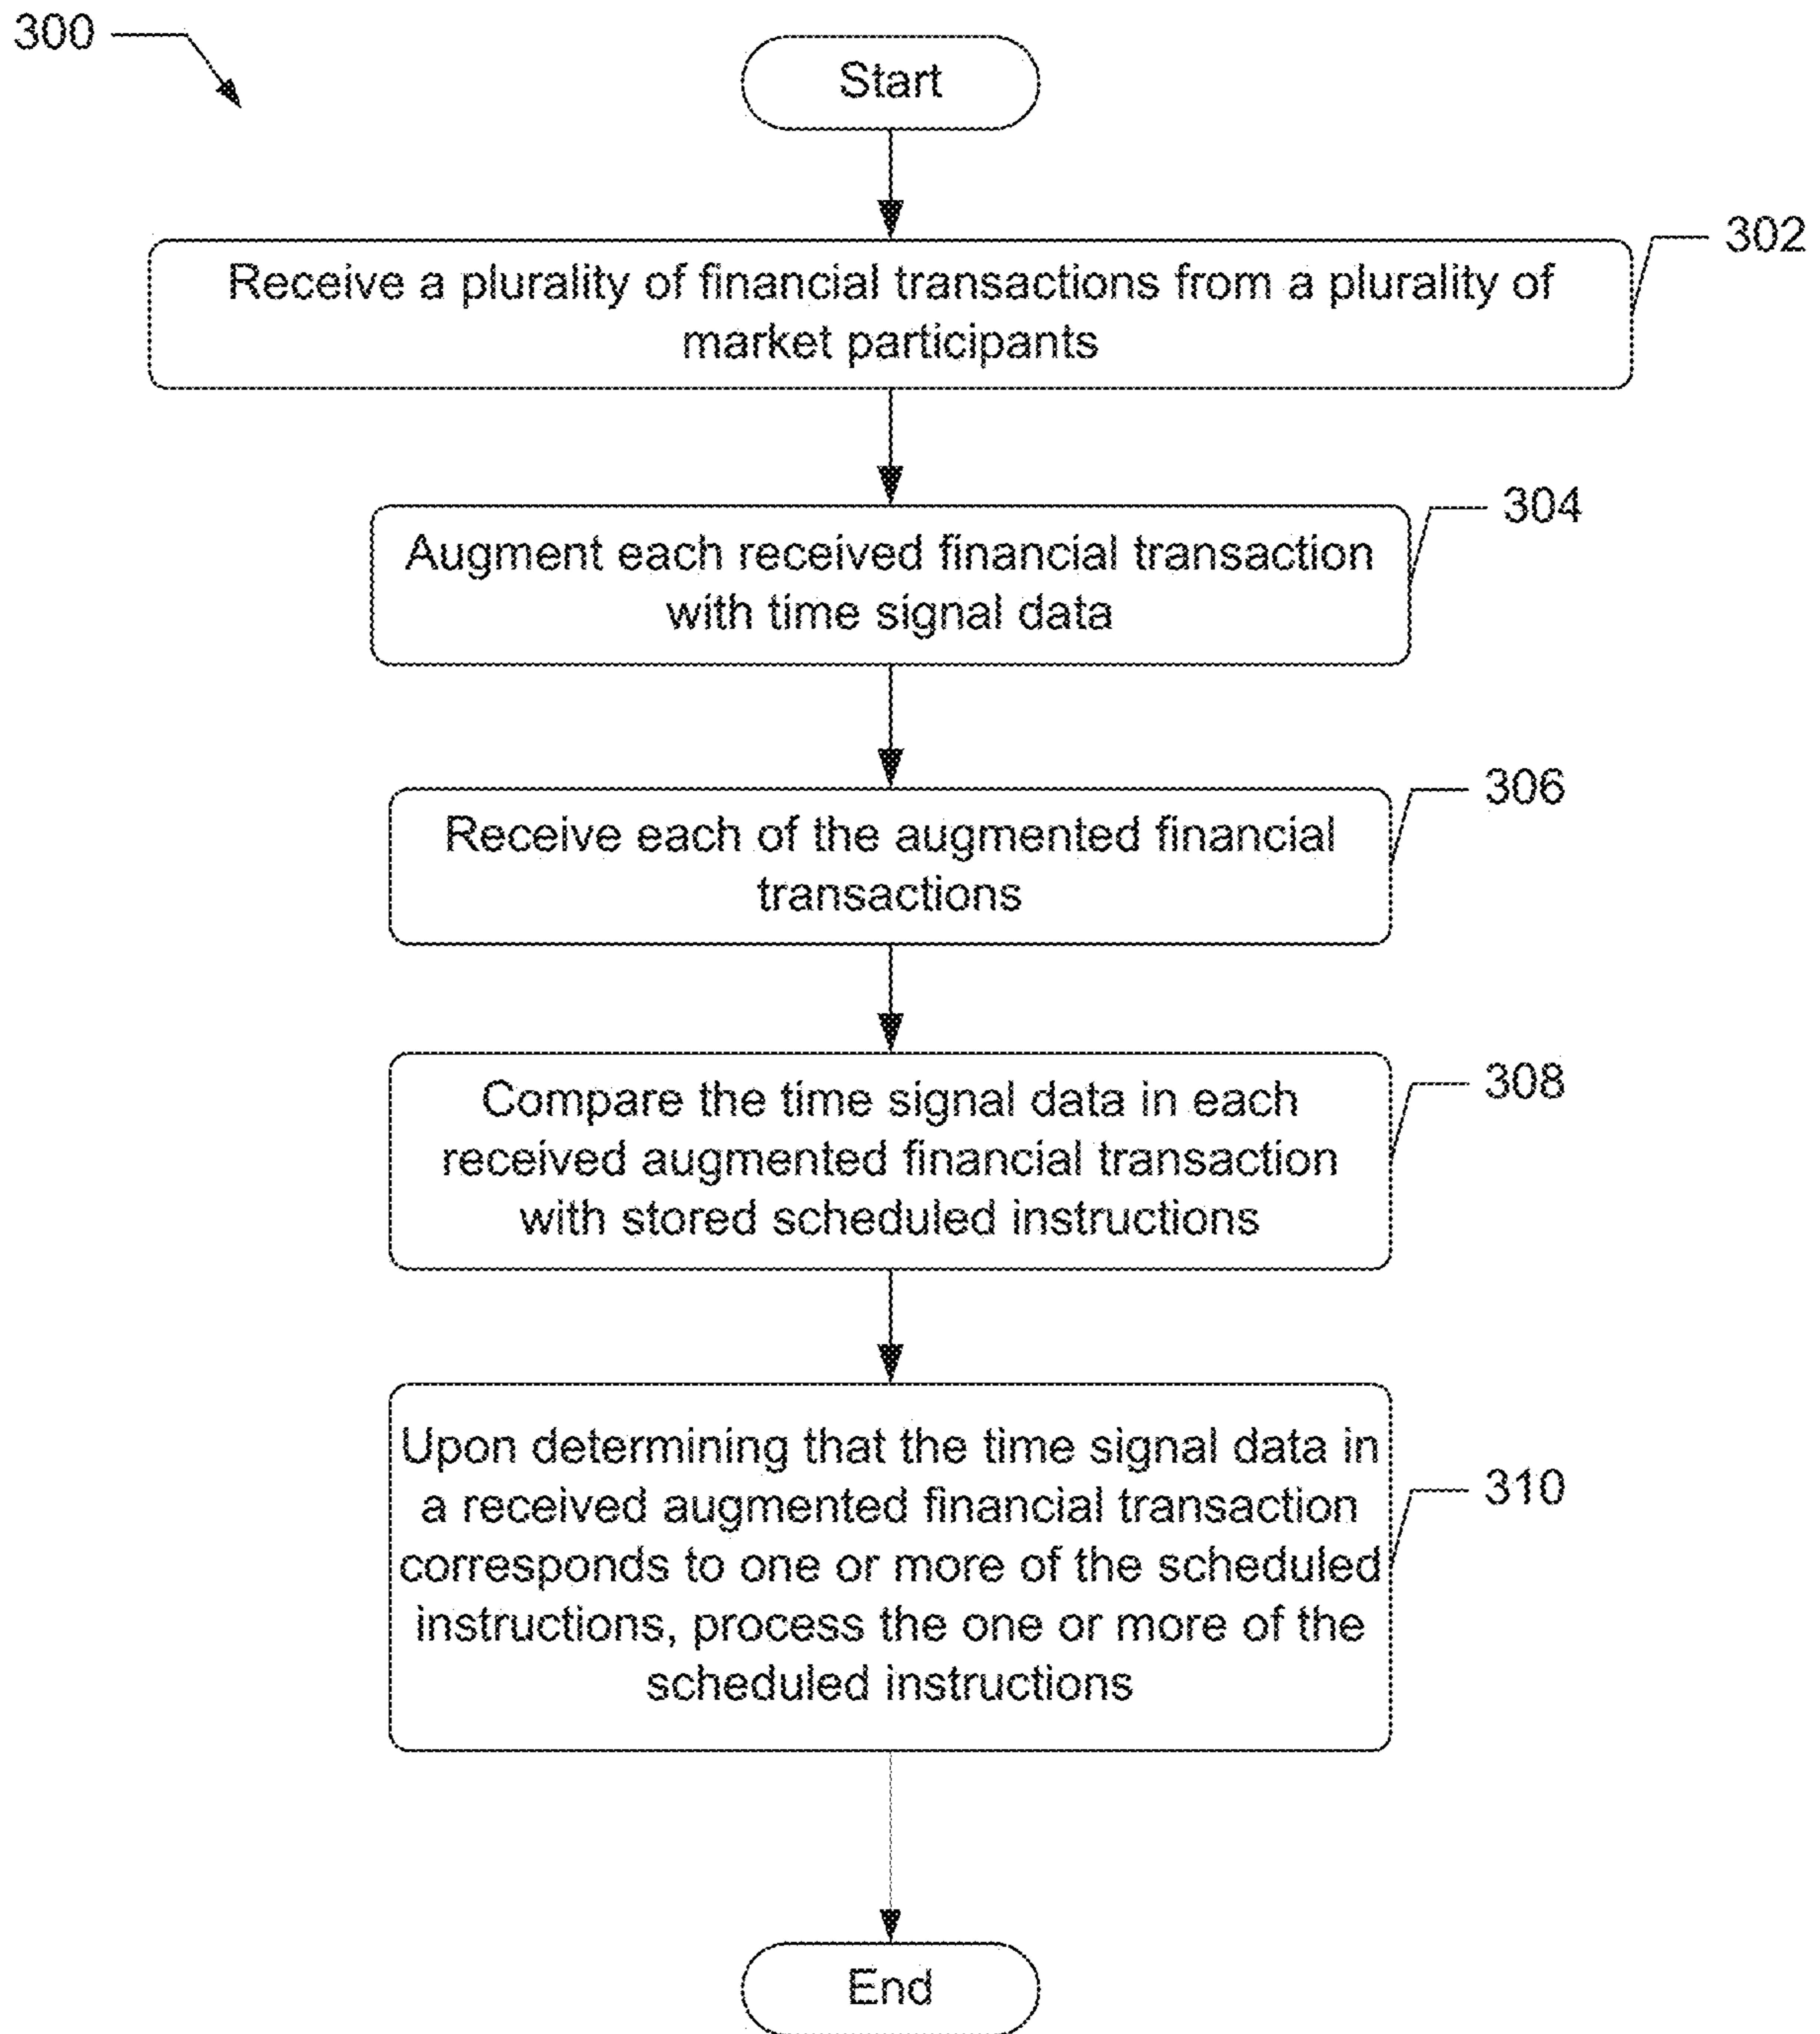 300
Start
302
Receive a plurality of financial transactions from a plurality of
market participants
304
Augment each received financial transaction
with time signal data
306
Receive each of the augmented financial
transactions
308
Compare the time signal data in each
received augmented financial transaction
with stored scheduled instructions
310
Upon determining that the time signal data in
a received augmented financial transaction
corresponds to one or more of the scheduled
instructions, process the one or more of the
scheduled instructions
End